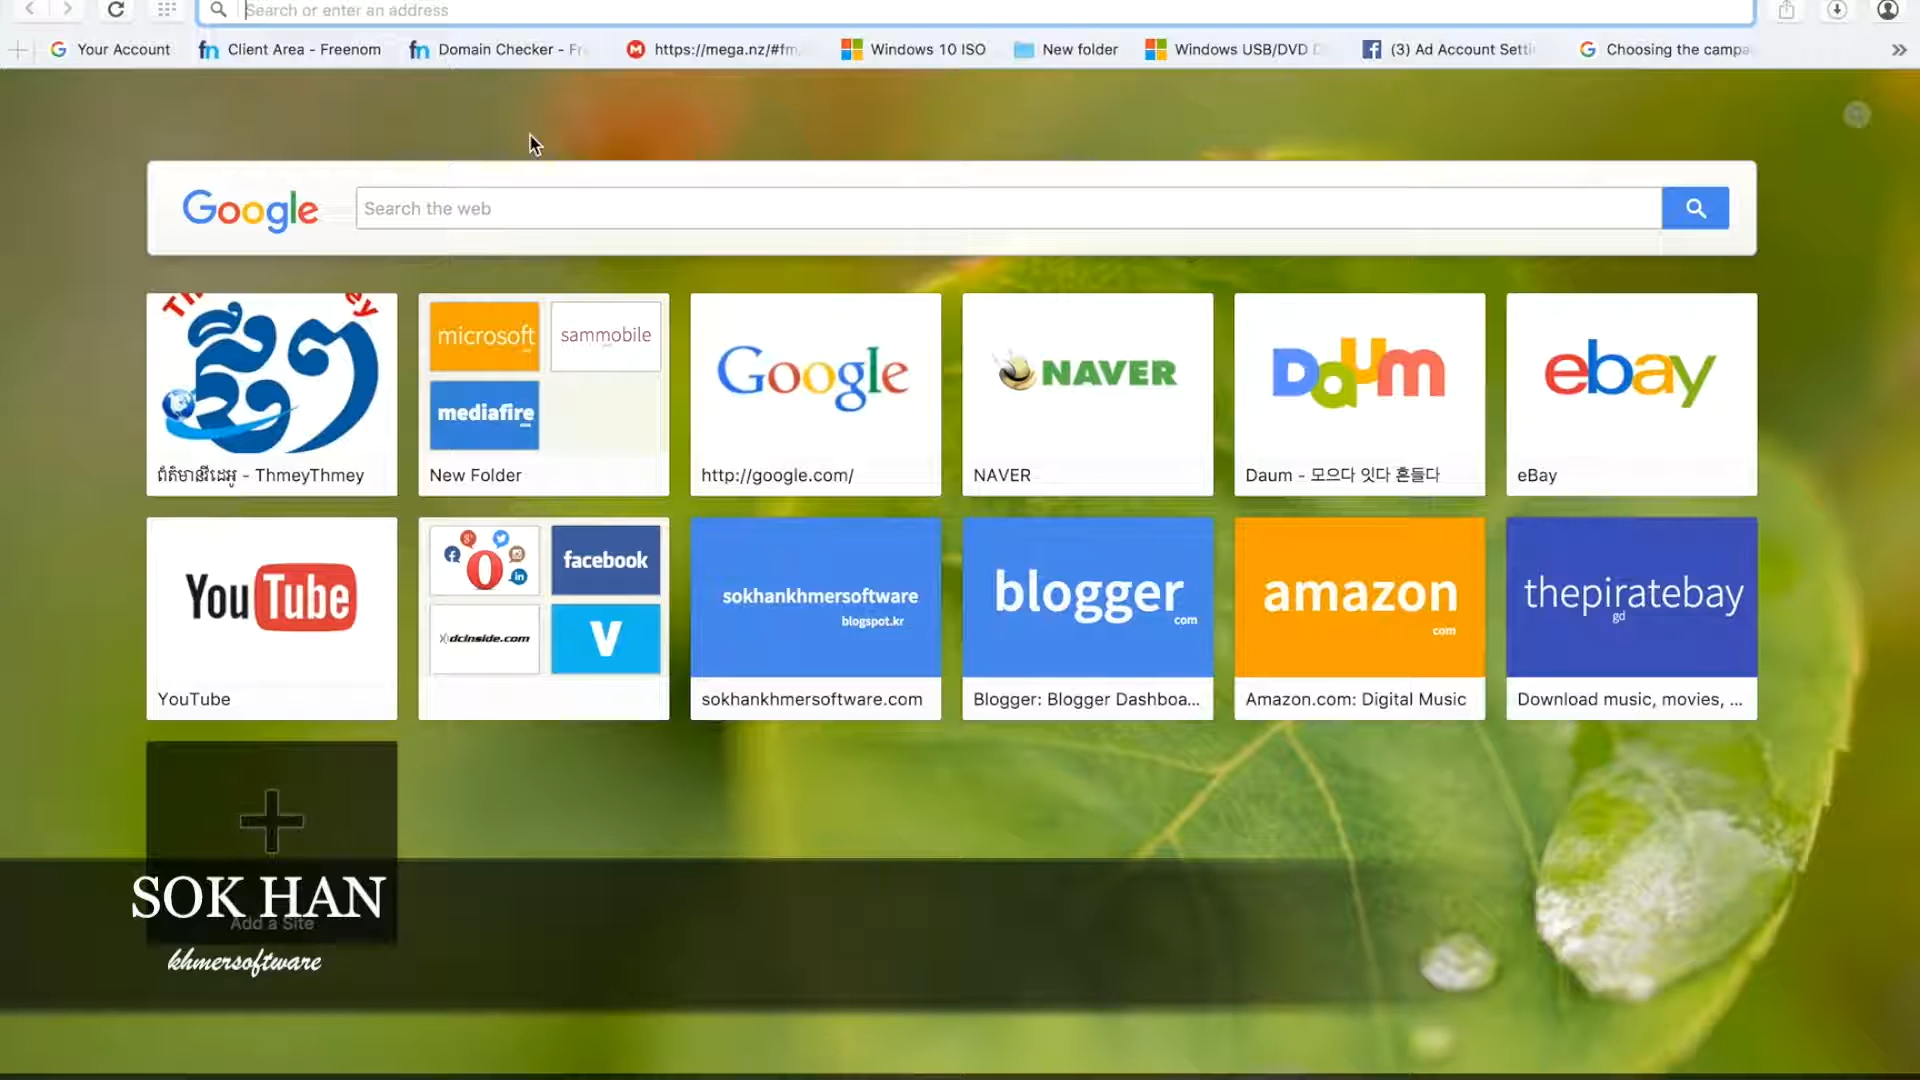 Search or enter an address
Your Account
Client Area - Freenom
Domain Checker - Fr
https://mega.nz/#fm
Windows 10 ISO
New folder
Windows USB/DVD D
(3) Ad Account Setti
Choosing the campa
Google
Search the web
microsoft
sammobile
mediafire
Google
NAVER
Daum
ebay
ព័ត៌មានវីដេអូ - ThmeyThmey
New Folder
http://google.com/
NAVER
Daum - 모으다 잇다 흔들다
eBay
YouTube
facebook
dcinside.com
V
sokhankhmersoftware
blogspot.kr
blogger
com
amazon
com
thepiratebay
gd
YouTube
sokhankhmersoftware.com
Blogger: Blogger Dashboa...
Amazon.com: Digital Music
Download music, movies, ...
SOK HAN
Add a Site
khmersoftware